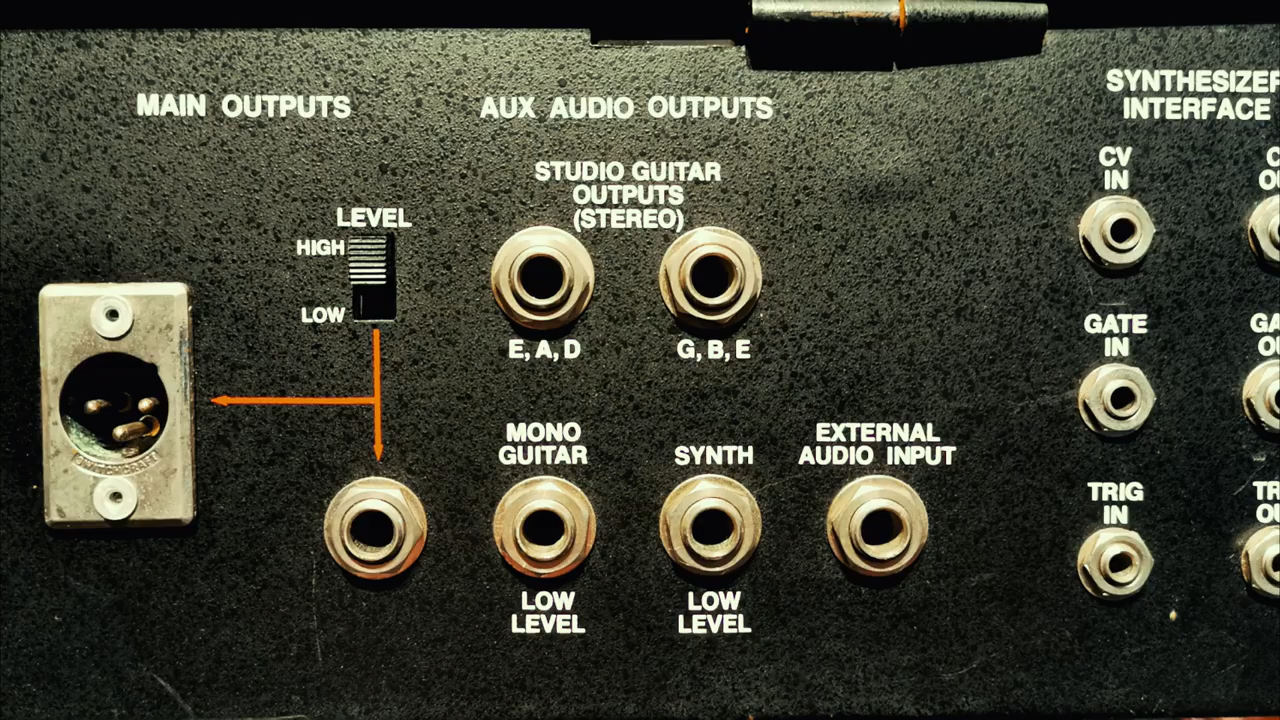 MAIN OUTPUTS
AUX AUDIO OUTPUTS
SYNTHESIZER
INTERFACE
STUDIO GUITAR
OUTPUTS
(STEREO)
CV
IN
LEVEL
HIGH
LOW
E, A, D
G, B, E
GATE
IN
MONO
GUITAR
SYNTH
EXTERNAL
AUDIO INPUT
TRIG
IN
LOW
LEVEL
LOW
LEVEL